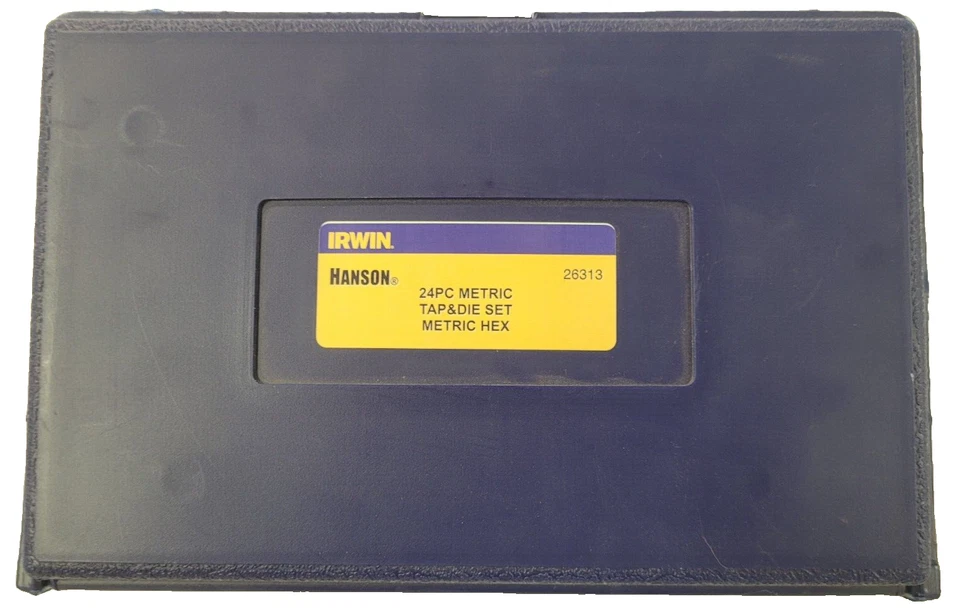 IRWIN.
HANSON®
26313
24PC METRIC
TAP&DIE SET
METRIC HEX